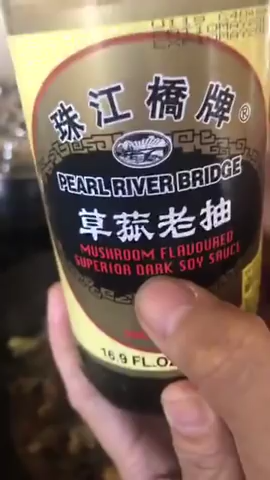 珠江橋牌®
PEARL RIVER BRIDGE
草菰老抽
MUSHROOM FLAVOURED
SUPERIOR DARK SOY SAUCE
16.9 FL.OZ